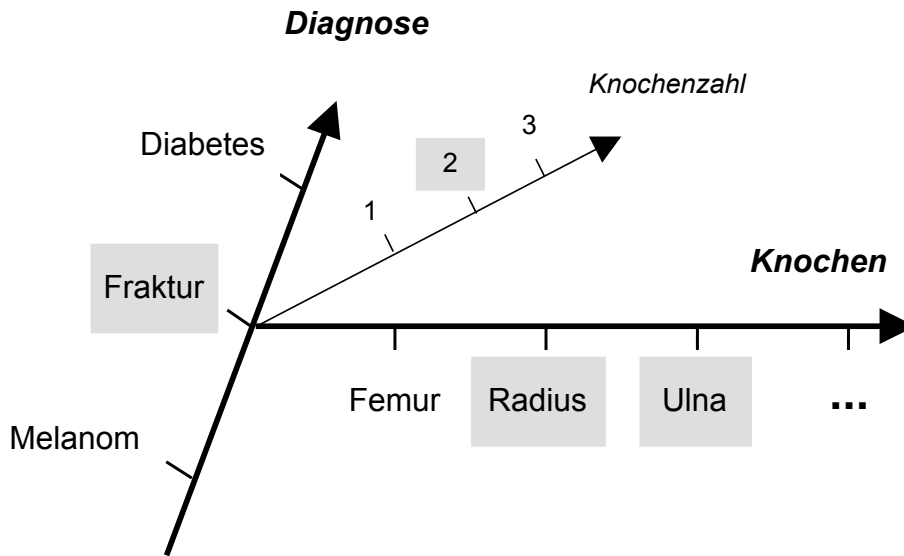 Diagnose
Knochenzahl
3
Diabetes
2
1
Knochen
Fraktur
Femur
Radius
Ulna
...
Melanom